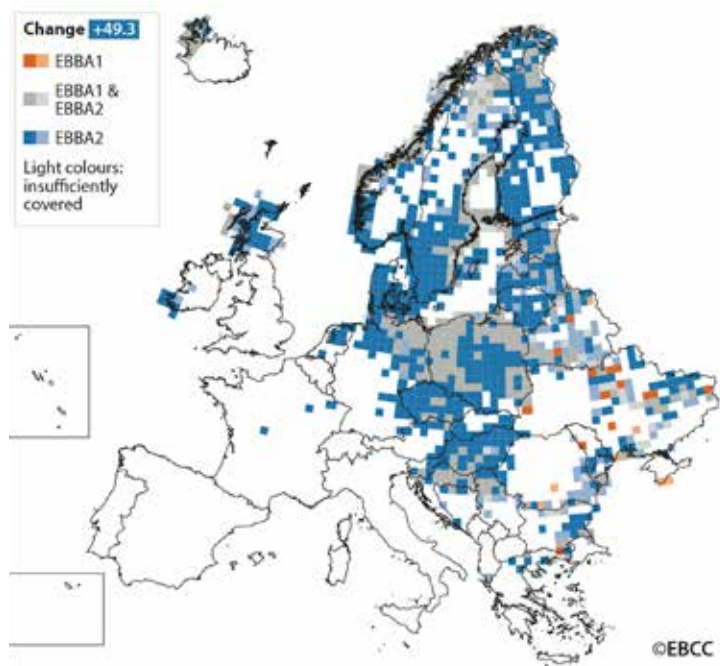 Change +49.3
EBBA1
EBBA1 &
EBBA2
EBBA2
Light colours:
insufficiently
covered
©EBCC